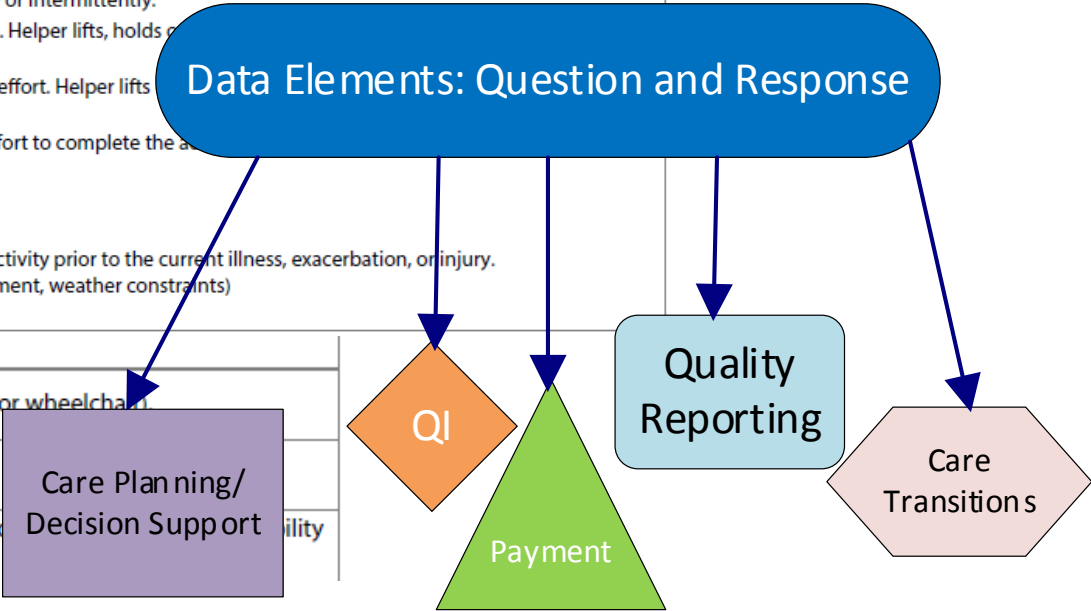 or intermittently.
. Helper lifts, holds
Data Elements: Question and Response
effort. Helper lifts
fort to complete the
ctivity prior to the current illness, exacerbation, or injury.
ment, weather constraints)
Quality
Reporting
or wheelchair).
QI
Care
Transitions
Care Planning/
Decision Support
bility
Payment